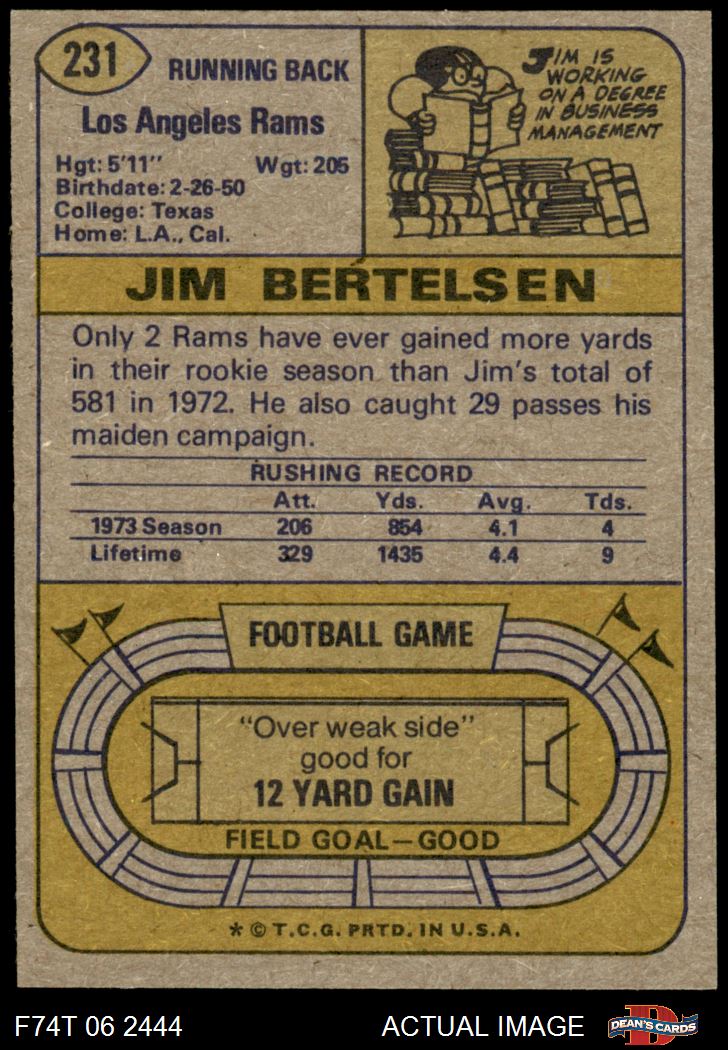 231
RUNNING BACK
Los Angeles Rams
Hgt: 5'11" Wgt: 205
Birthdate: 2-26-50
College: Texas
Home: L.A., Cal.
JIM IS
WORKING
ON A DEGREE
IN BUSINESS
MANAGEMENT
JIM BERTELSEN
Only 2 Rams have ever gained more yards
in their rookie season than Jim's total of
581 in 1972. He also caught 29 passes his
maiden campaign.
RUSHING RECORD
Att. Yds. Avg. Tds.
1973 Season 206 854 4.1 4
Lifetime 329 1435 4.4 9
FOOTBALL GAME
"Over weak side"
good for
12 YARD GAIN
FIELD GOAL—GOOD
* © T.C.G. PRTD. IN U.S.A.
F74T 06 2444 ACTUAL IMAGE
D
DEAN'S CARDS